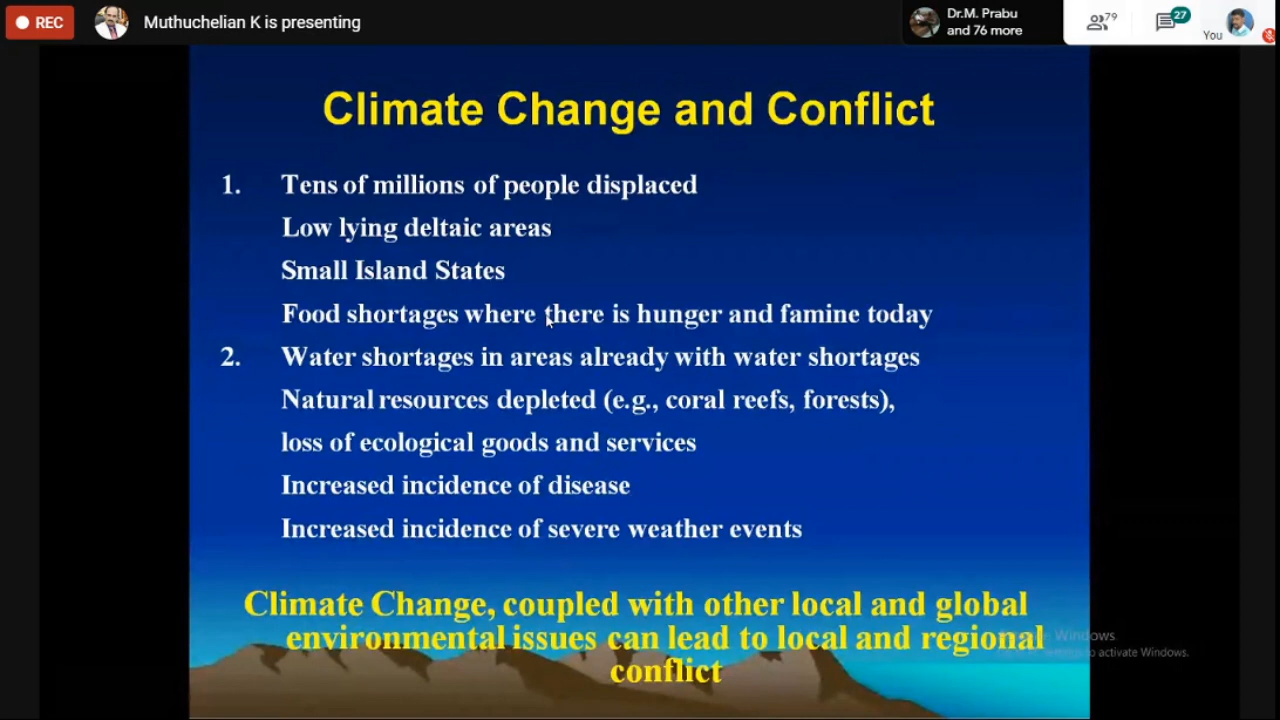 REC
Muthuchelian K is presenting
Dr.M. Prabu
and 76 more
79
27
You
Climate Change and Conflict
1. Tens of millions of people displaced
Low lying deltaic areas
Small Island States
Food shortages where there is hunger and famine today
2. Water shortages in areas already with water shortages
Natural resources depleted (e.g., coral reefs, forests),
loss of ecological goods and services
Increased incidence of disease
Increased incidence of severe weather events
Climate Change, coupled with other local and global
environmental issues can lead to local and regional
conflict
Windows
to activate Windows.